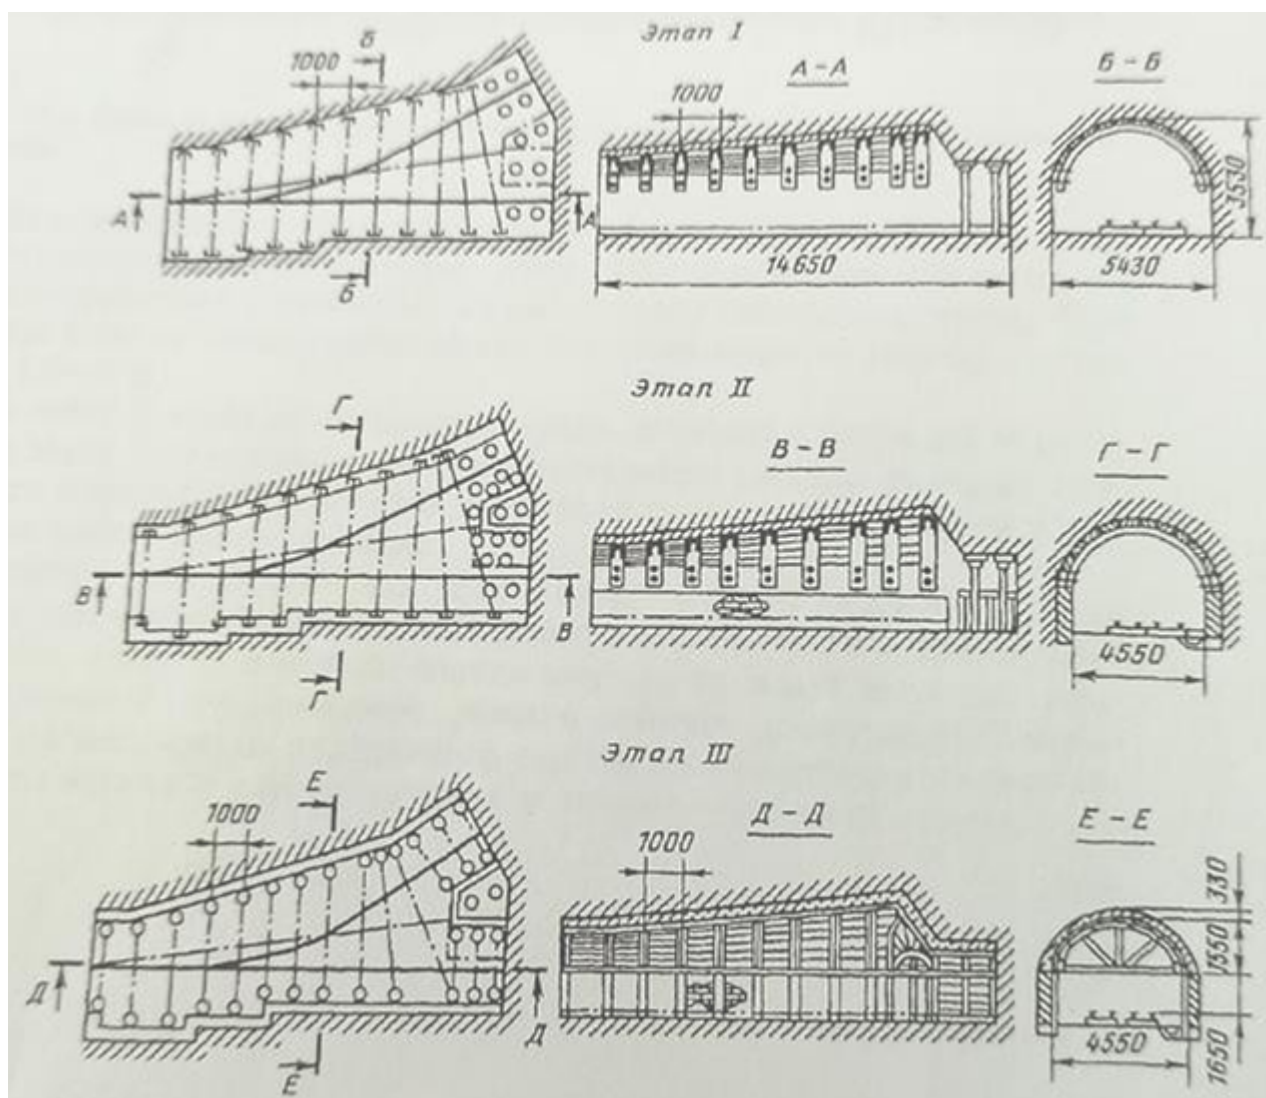 Этап I
Б
1000
А - А
1000
Б - Б
А
А
3530
Б
14650
5430
Этап II
Г
В - В
Г - Г
В
В
4550
Г
Этап III
Е
1000
Д - Д
1000
Е - Е
330
1550
Д
Д
4550
1650
Е